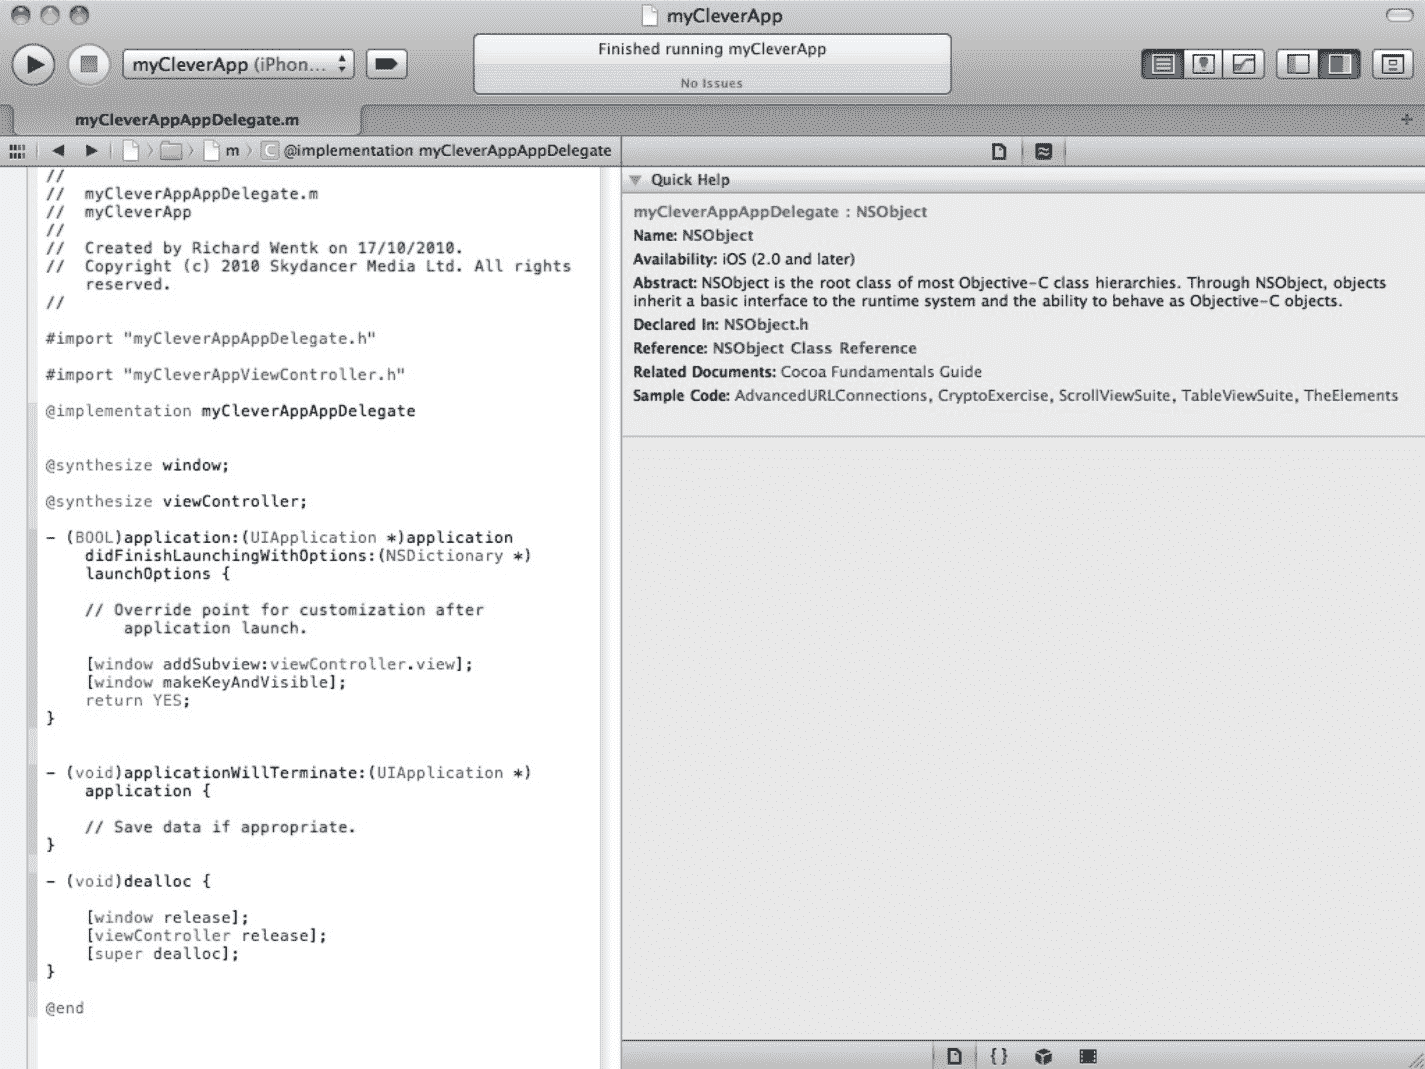 myCleverApp
myCleverApp (iPhon...
Finished running myCleverApp
No Issues
myCleverAppAppDelegate.m
m
@implementation myCleverAppAppDelegate
//
//  myCleverAppAppDelegate.m
//  myCleverApp
//
//  Created by Richard Wentk on 17/10/2010.
//  Copyright (c) 2010 Skydancer Media Ltd. All rights
    reserved.
//
#import "myCleverAppAppDelegate.h"
#import "myCleverAppViewController.h"
@implementation myCleverAppAppDelegate
@synthesize window;
@synthesize viewController;
- (BOOL)application:(UIApplication *)application
    didFinishLaunchingWithOptions:(NSDictionary *)
    launchOptions {
    // Override point for customization after
        application launch.
    [window addSubview:viewController.view];
    [window makeKeyAndVisible];
    return YES;
}
- (void)applicationWillTerminate:(UIApplication *)
    application {
    // Save data if appropriate.
}
- (void)dealloc {
    [window release];
    [viewController release];
    [super dealloc];
}
@end
Quick Help
myCleverAppAppDelegate : NSObject
Name: NSObject
Availability: iOS (2.0 and later)
Abstract: NSObject is the root class of most Objective-C class hierarchies. Through NSObject, objects
inherit a basic interface to the runtime system and the ability to behave as Objective-C objects.
Declared In: NSObject.h
Reference: NSObject Class Reference
Related Documents: Cocoa Fundamentals Guide
Sample Code: AdvancedURLConnections, CryptoExercise, ScrollViewSuite, TableViewSuite, TheElements
{}